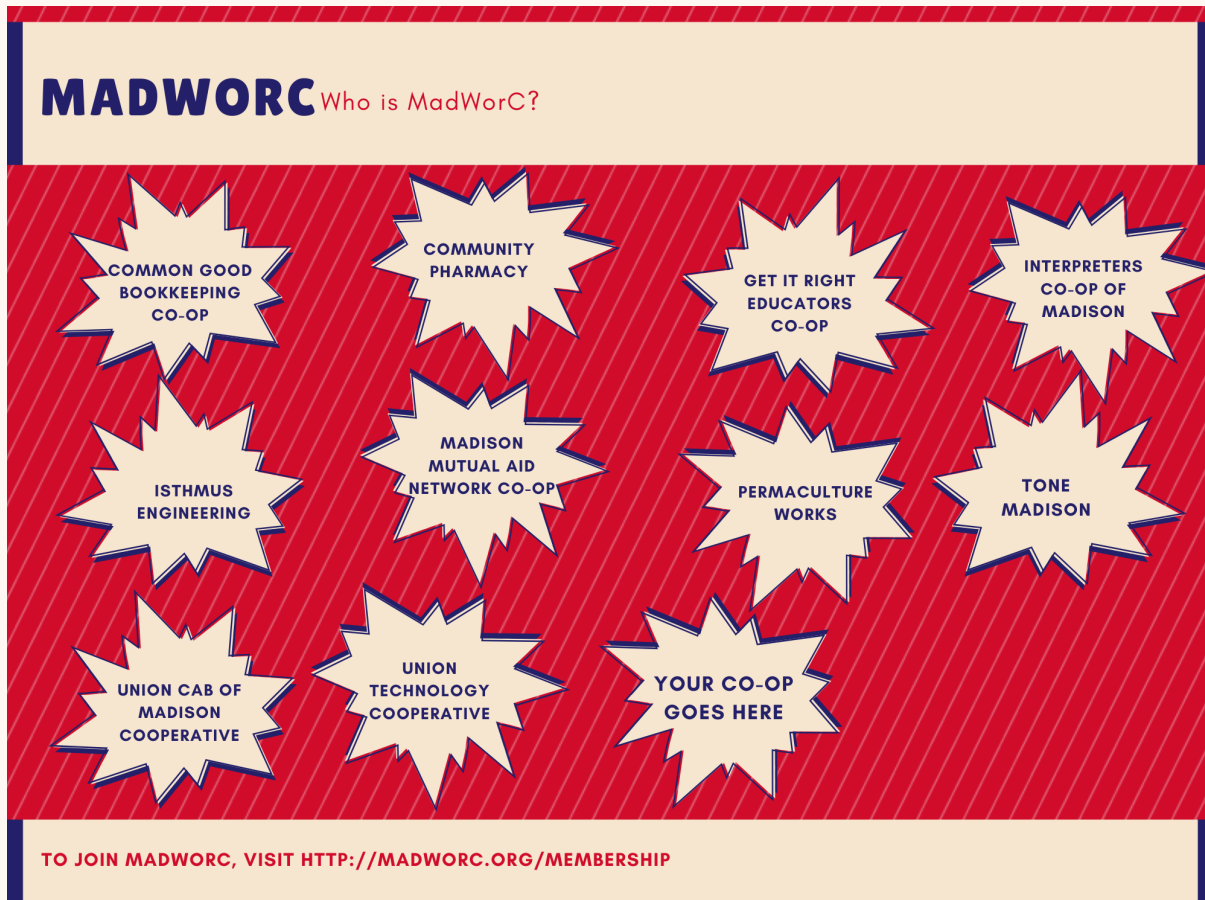 MADWORC Who is MadWorC?
COMMON GOOD
BOOKKEEPING
CO-OP
COMMUNITY
PHARMACY
GET IT RIGHT
EDUCATORS
CO-OP
INTERPRETERS
CO-OP OF
MADISON
ISTHMUS
ENGINEERING
MADISON
MUTUAL AID
NETWORK CO-OP
PERMACULTURE
WORKS
TONE
MADISON
UNION CAB OF
MADISON
COOPERATIVE
UNION
TECHNOLOGY
COOPERATIVE
YOUR CO-OP
GOES HERE
TO JOIN MADWORC, VISIT HTTP://MADWORC.ORG/MEMBERSHIP